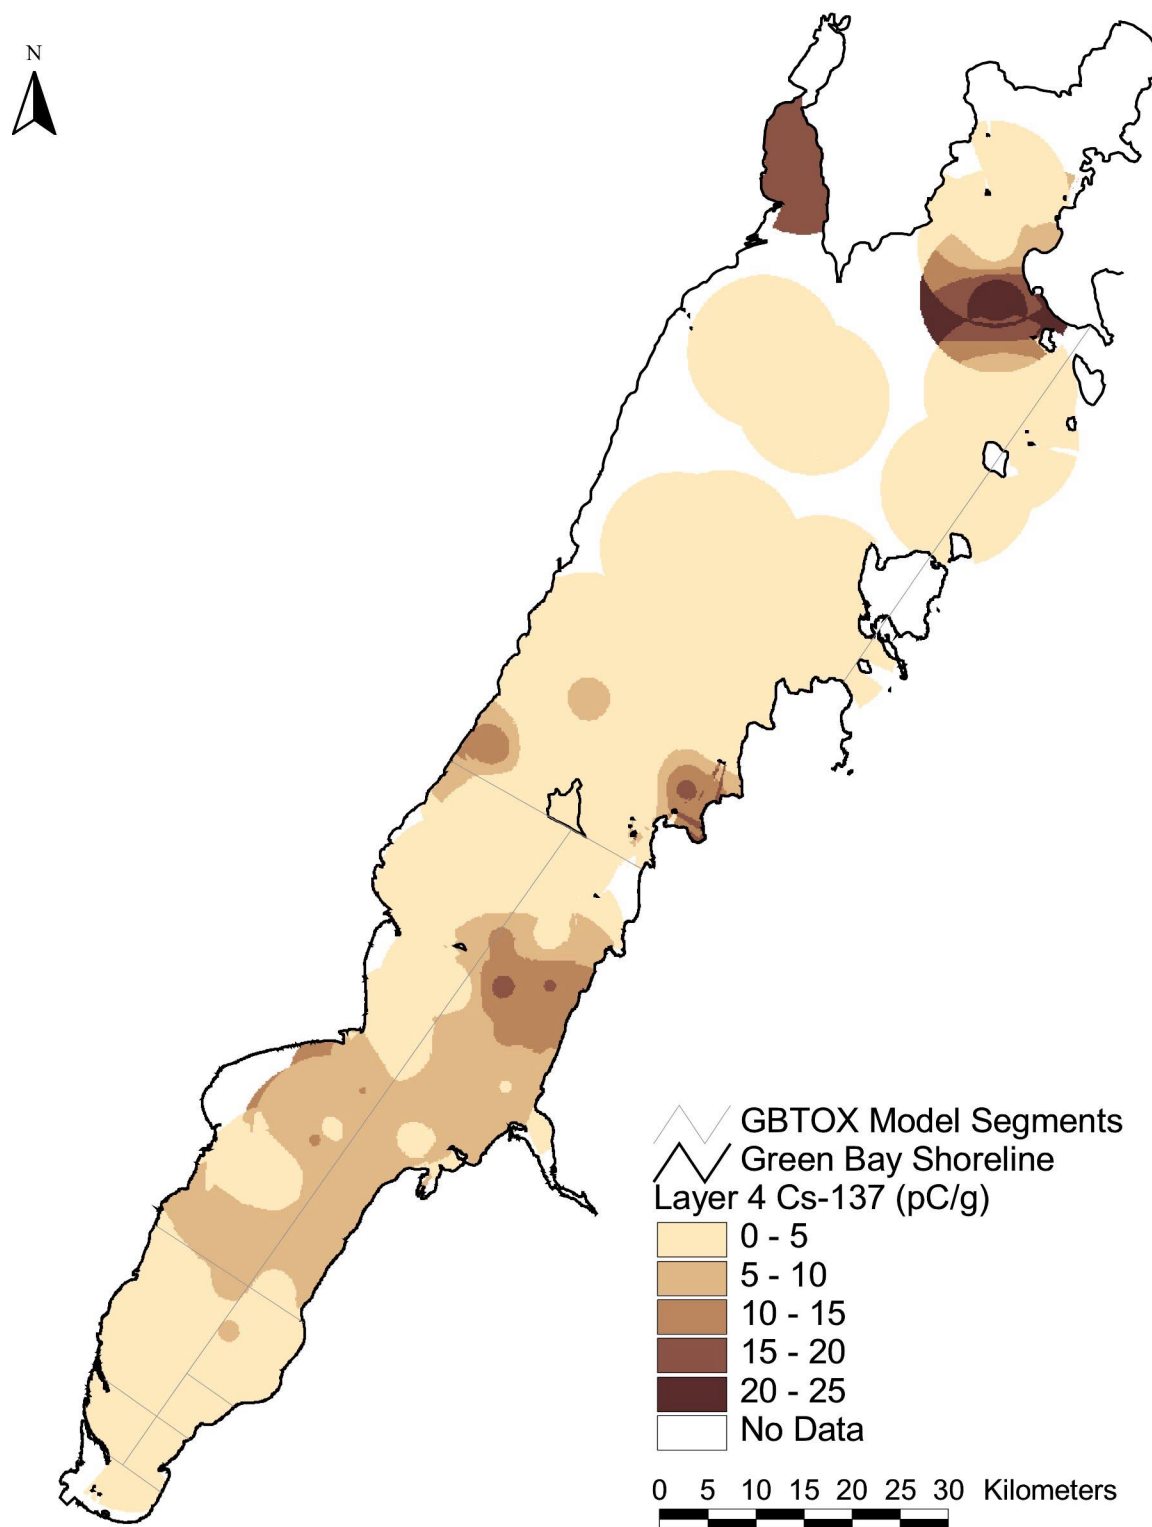 N
GBTOX Model Segments
Green Bay Shoreline
Layer 4 Cs-137 (pC/g)
0 - 5
5 - 10
10 - 15
15 - 20
20 - 25
No Data
0 5 10 15 20 25 30 Kilometers